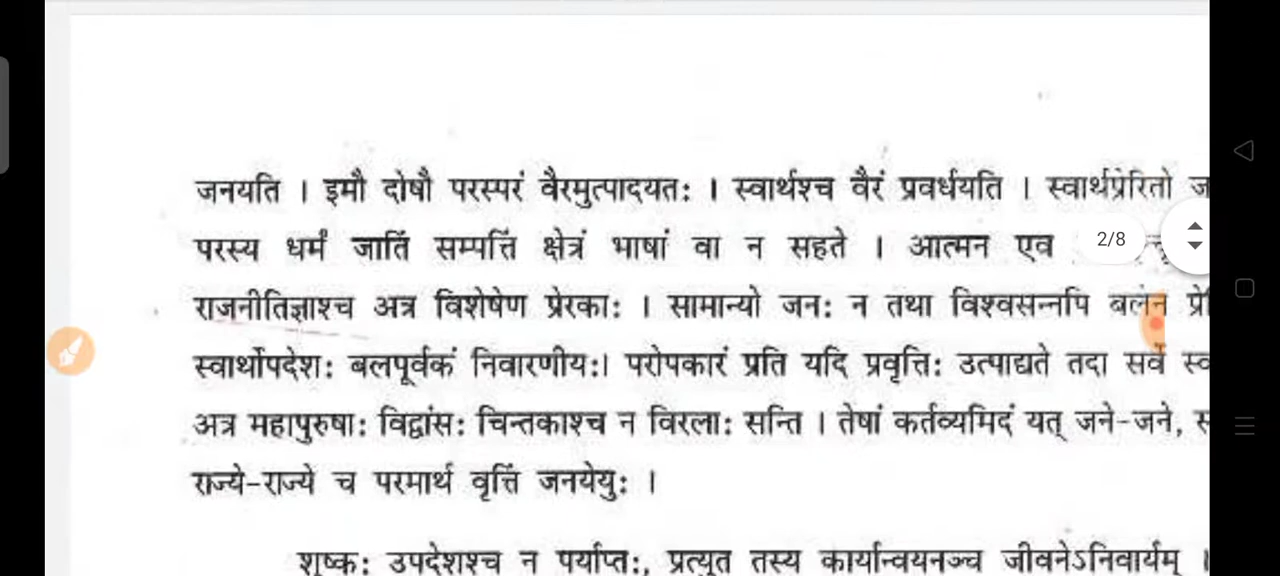 जनयति । इमौ दोषौ परस्परं वैरमुत्पादयतः । स्वार्थश्च वैरं प्रवर्धयति । स्वार्थप्रेरितो
परस्य धर्मं जातिं सम्पत्तिं क्षेत्रं भाषां वा न सहते । आत्मन एव
2/8
राजनीतिज्ञाश्च अत्र विशेषेण प्रेरकाः । सामान्यो जनः न तथा विश्वसन्नपि बलेन
स्वार्थोपदेशः बलपूर्वकं निवारणीयः। परोपकारं प्रति यदि प्रवृत्तिः उत्पाद्यते तदा सर्वे
अत्र महापुरुषाः विद्वांसः चिन्तकाश्च न विरलाः सन्ति । तेषां कर्तव्यमिदं यत् जने-जने,
राज्ये-राज्ये च परमार्थ वृत्तिं जनयेयुः ।
शुष्कः उपदेशश्च न पर्याप्तः, प्रत्युत तस्य कार्यान्वयनञ्च जीवनेऽनिवार्यम् ।